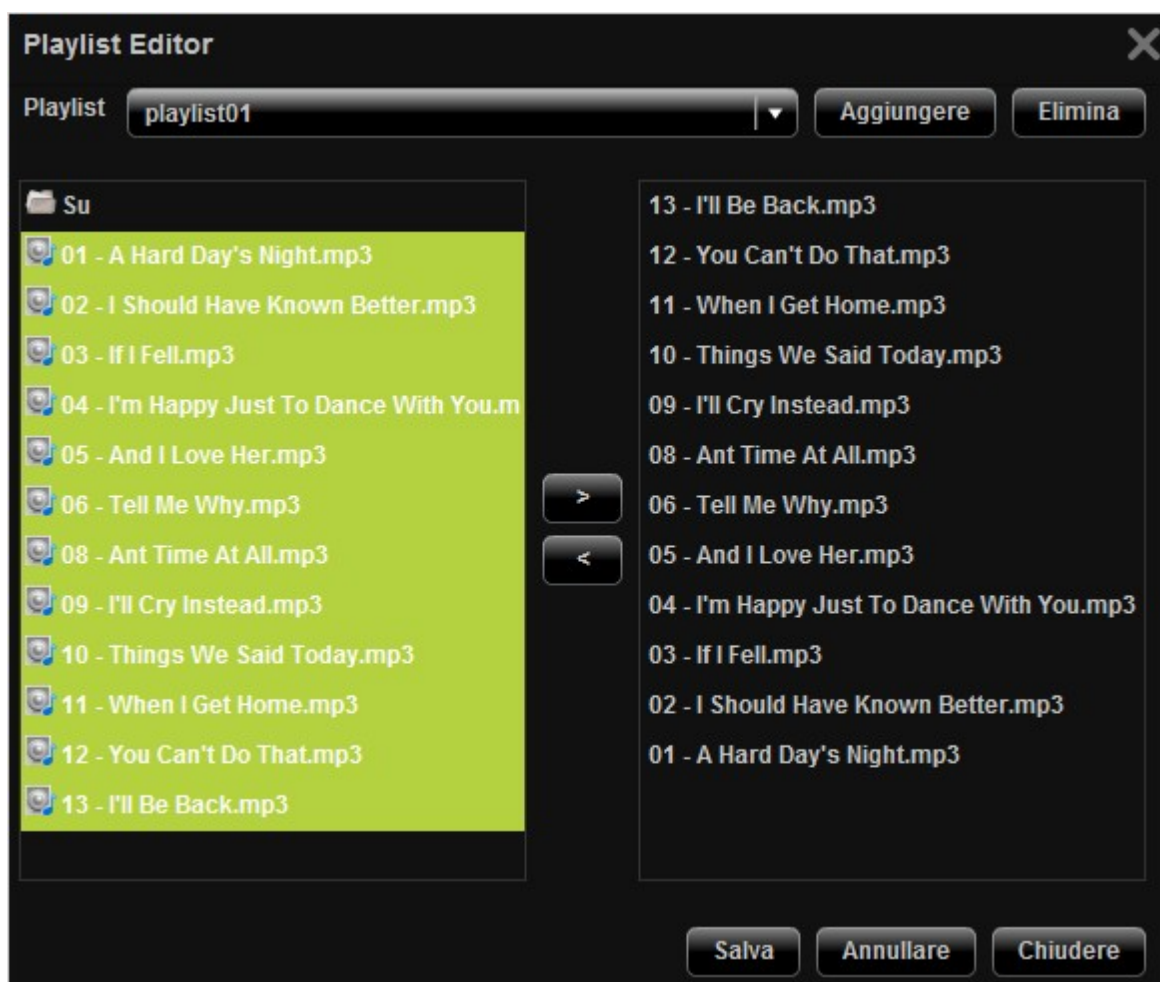 Playlist Editor
Playlist playlist01 Aggiungere Elimina
Su
01 - A Hard Day's Night.mp3
02 - I Should Have Known Better.mp3
03 - If I Fell.mp3
04 - I'm Happy Just To Dance With You.m
05 - And I Love Her.mp3
06 - Tell Me Why.mp3
08 - Ant Time At All.mp3
09 - I'll Cry Instead.mp3
10 - Things We Said Today.mp3
11 - When I Get Home.mp3
12 - You Can't Do That.mp3
13 - I'll Be Back.mp3
>
<
13 - I'll Be Back.mp3
12 - You Can't Do That.mp3
11 - When I Get Home.mp3
10 - Things We Said Today.mp3
09 - I'll Cry Instead.mp3
08 - Ant Time At All.mp3
06 - Tell Me Why.mp3
05 - And I Love Her.mp3
04 - I'm Happy Just To Dance With You.mp3
03 - If I Fell.mp3
02 - I Should Have Known Better.mp3
01 - A Hard Day's Night.mp3
Salva Annullare Chiudere